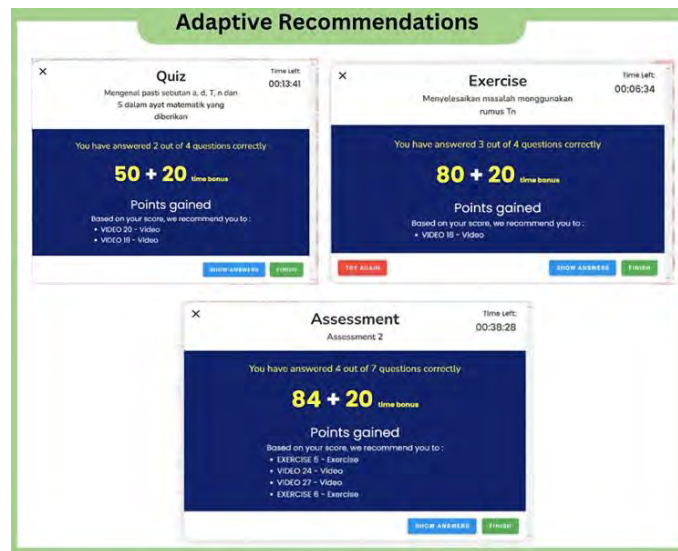 Adaptive Recommendations
×
Quiz
Time Left:
00:13:41
Mengenal pasti sebutan a, d, T, n dan
S dalam ayat matematik yang
diberikan
You have answered 2 out of 4 questions correctly
50 + 20 time bonus
Points gained
Based on your score, we recommend you to :
• VIDEO 20 - Video
• VIDEO 19 - Video
SHOW ANSWERS
FINISH
×
Exercise
Time Left:
00:06:34
Menyelesaikan masalah menggunakan
rumus Tn
You have answered 3 out of 4 questions correctly
80 + 20 time bonus
Points gained
Based on your score, we recommend you to :
• VIDEO 18 - Video
TRY AGAIN
SHOW ANSWERS
FINISH
×
Assessment
Time Left:
00:38:28
Assessment 2
You have answered 4 out of 7 questions correctly
84 + 20 time bonus
Points gained
Based on your score, we recommend you to :
• EXERCISE 5 - Exercise
• VIDEO 24 - Video
• VIDEO 27 - Video
• EXERCISE 6 - Exercise
SHOW ANSWERS
FINISH